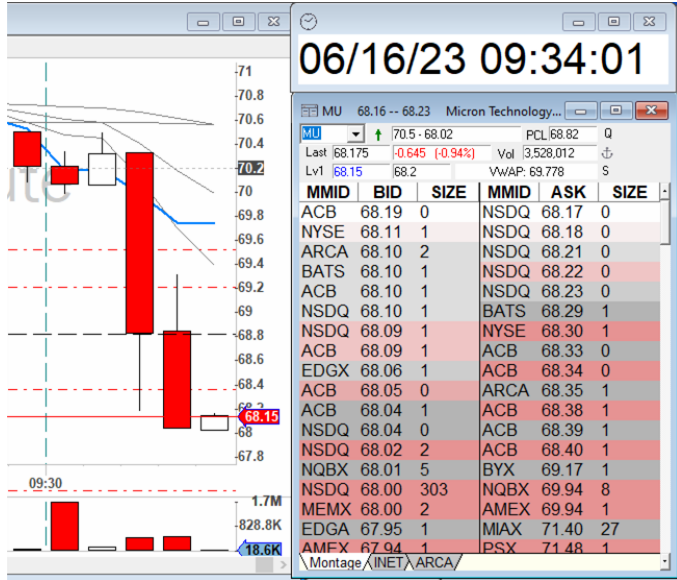 06/16/23 09:34:01
71
70.8
70.6
70.4
70.2
70
69.8
69.6
69.4
69.2
69
68.8
68.6
68.4
68.15
68
67.8
09:30
1.7M
828.8K
18.6K
MU 68.16 -- 68.23 Micron Technology...
MU 70.5 - 68.02 PCL 68.82 Q
Last 68.175 -0.645 (-0.94%) Vol 3,528,012
Lv1 68.15 68.2 VWAP: 69.778 S
MMID BID SIZE MMID ASK SIZE
ACB 68.19 0 NSDQ 68.17 0
NYSE 68.11 1 NSDQ 68.18 0
ARCA 68.10 2 NSDQ 68.21 0
BATS 68.10 1 NSDQ 68.22 0
ACB 68.10 1 NSDQ 68.23 0
NSDQ 68.10 1 BATS 68.29 1
NSDQ 68.09 1 NYSE 68.30 1
ACB 68.09 1 ACB 68.33 0
EDGX 68.06 1 ACB 68.34 0
ACB 68.05 0 ARCA 68.35 1
ACB 68.04 1 ACB 68.38 1
NSDQ 68.04 0 ACB 68.39 1
NSDQ 68.02 2 ACB 68.40 1
NQBX 68.01 5 BYX 69.17 1
NSDQ 68.00 303 NQBX 69.94 8
MEMX 68.00 2 AMEX 69.94 1
EDGA 67.95 1 MIAX 71.40 27
AMEX 67.94 1 PSX 71.48 1
Montage INET ARCA